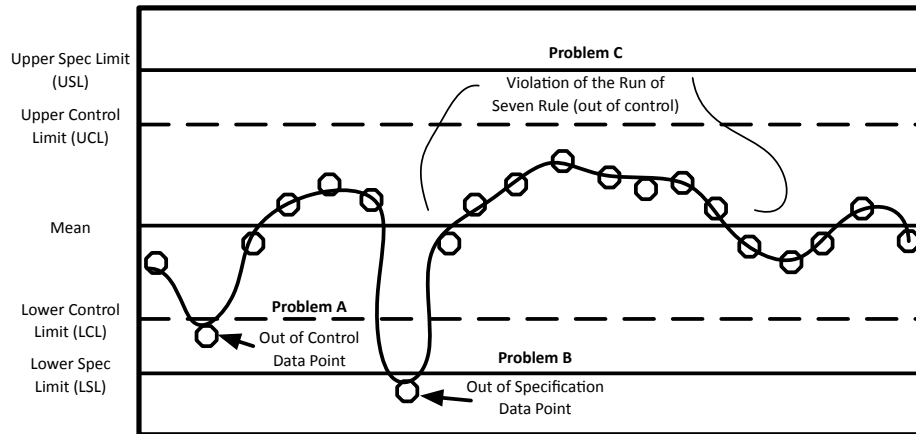 Problem C
Upper Spec Limit
(USL)
Violation of the Run of
Seven Rule (out of control)
Upper Control
Limit (UCL)
Mean
Lower Control
Limit (LCL)
Problem A
Out of Control
Data Point
Lower Spec
Limit (LSL)
Problem B
Out of Specification
Data Point